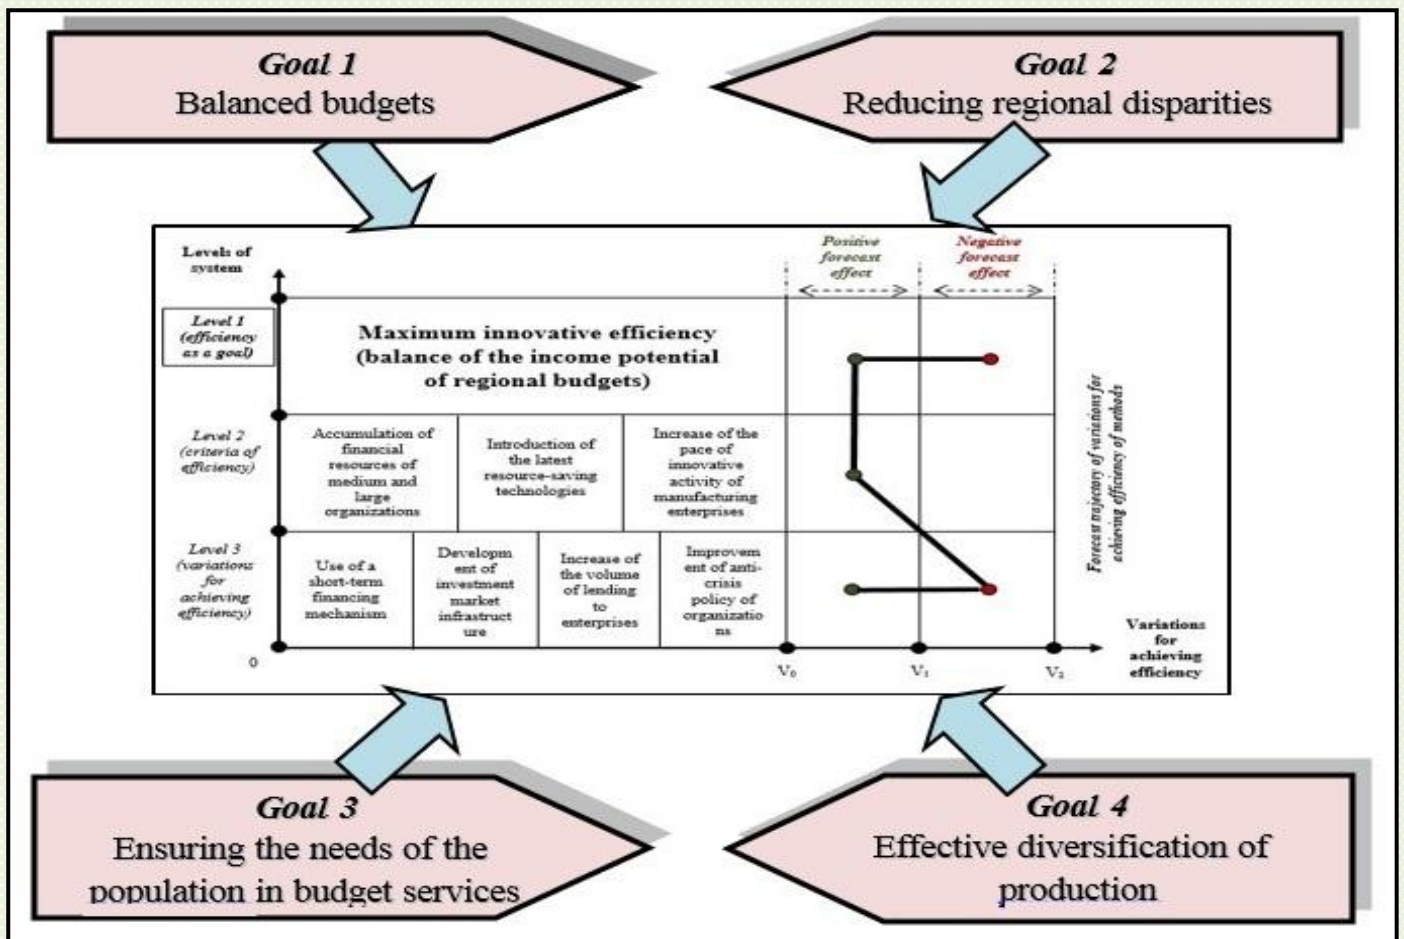 Goal 1
Balanced budgets
Goal 2
Reducing regional disparities
Levels of
system
Positive
forecast
effect
Negative
forecast
effect
Level 1
(efficiency
as a goal)
Maximum innovative efficiency
(balance of the income potential
of regional budgets)
Level 2
(criteria of
efficiency)
Accumulation of
financial
resources of
medium and
large
organizations
Introduction of
the latest
resource-saving
technologies
Increase of the
pace of
innovative
activity of
manufacturing
enterprises
Level 3
(variations
for
achieving
efficiency)
Use of a
short-term
financing
mechanism
Developm
ent of
investment
market
infrastruct
ure
Increase of
the volume
of lending
to
enterprises
Improvem
ent of anti-
crisis
policy of
organizatio
ns
Forecast trajectory of variations for
achieving efficiency of methods
Variations
for
achieving
efficiency
0
V₀
V₁
V₂
Goal 3
Ensuring the needs of the
population in budget services
Goal 4
Effective diversification of
production